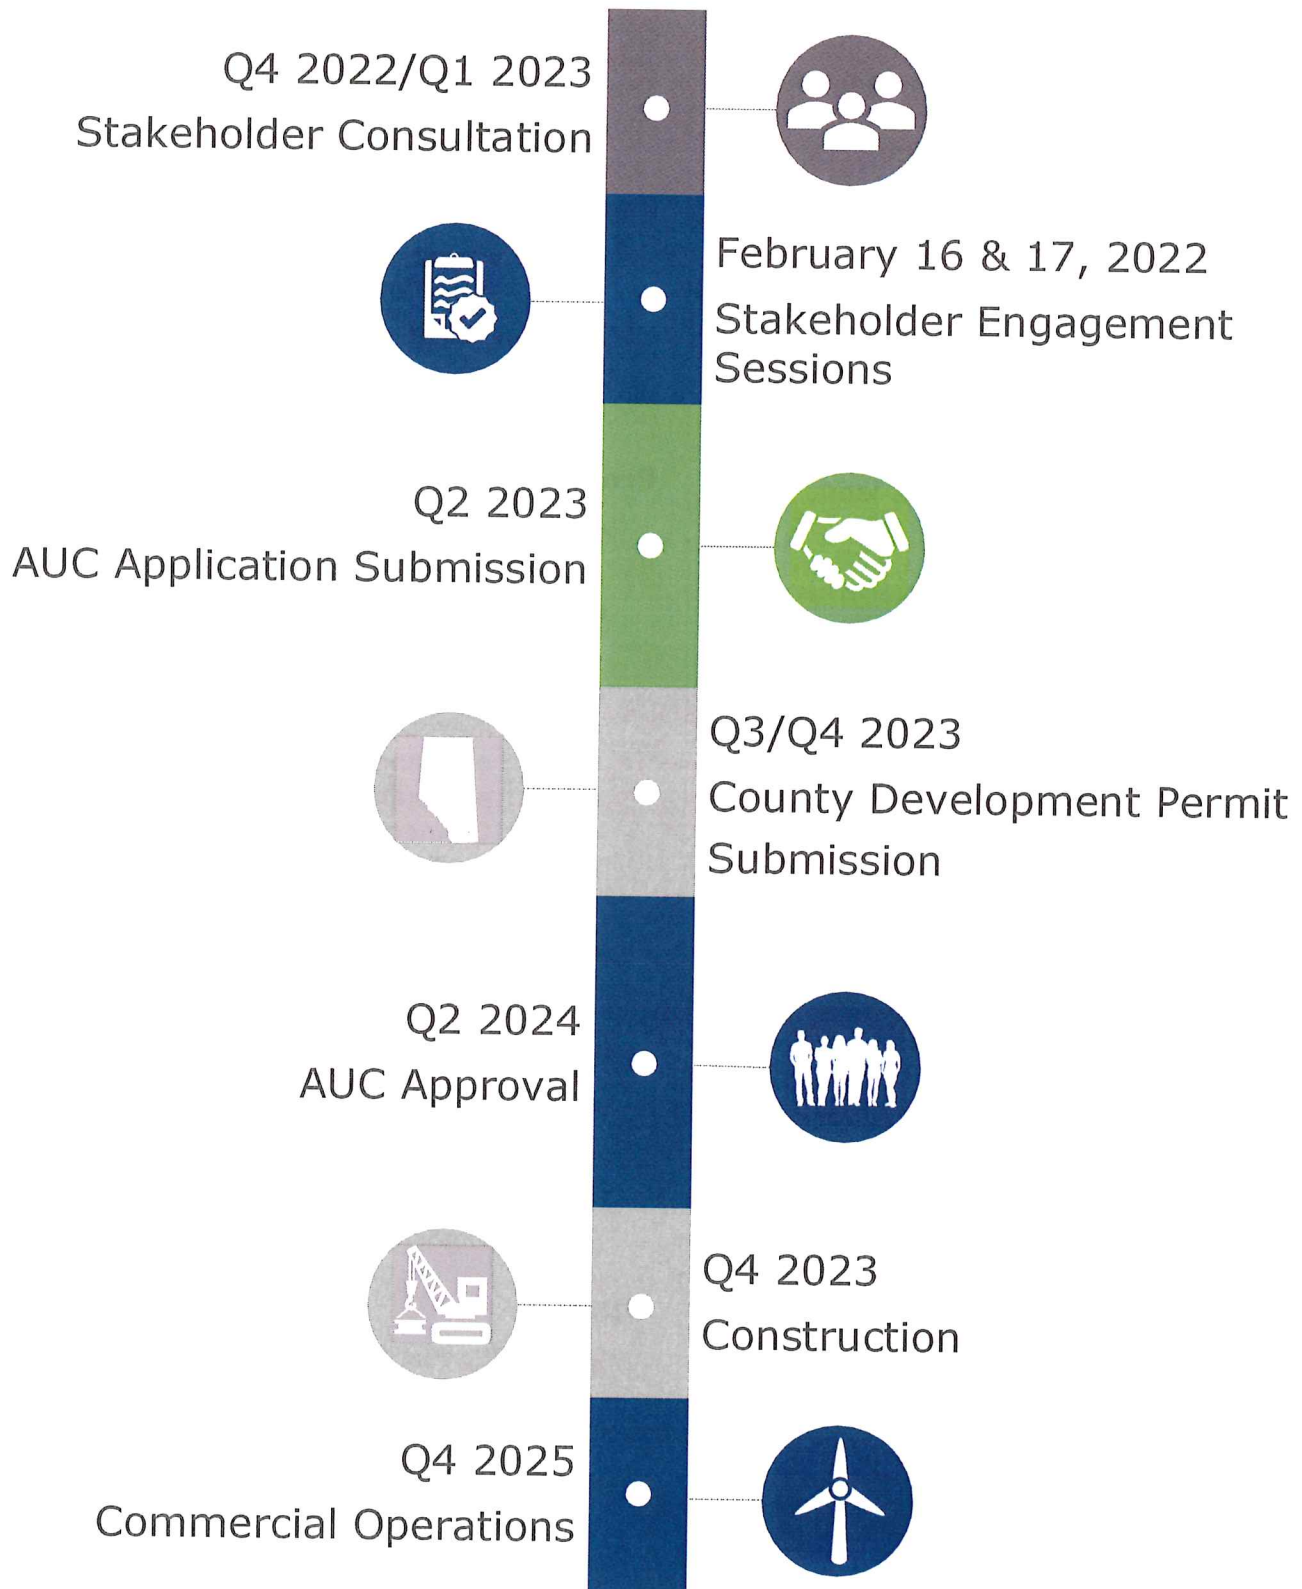 Q4 2022/Q1 2023
Stakeholder Consultation
February 16 & 17, 2022
Stakeholder Engagement
Sessions
Q2 2023
AUC Application Submission
Q3/Q4 2023
County Development Permit
Submission
Q2 2024
AUC Approval
Q4 2023
Construction
Q4 2025
Commercial Operations